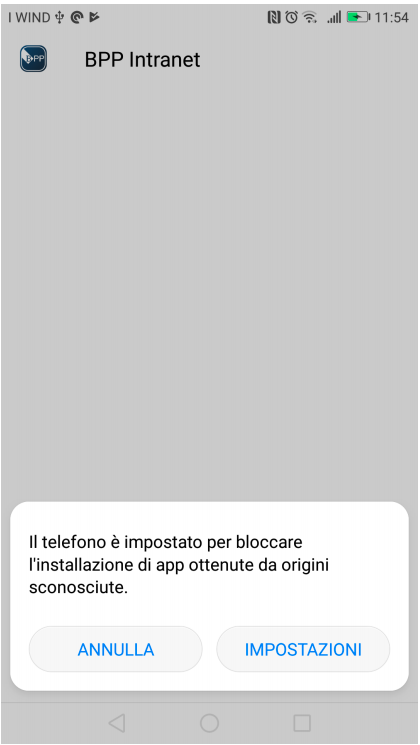 I WIND 11:54
BPP BPP Intranet
Il telefono è impostato per bloccare
l'installazione di app ottenute da origini
sconosciute.
ANNULLA IMPOSTAZIONI